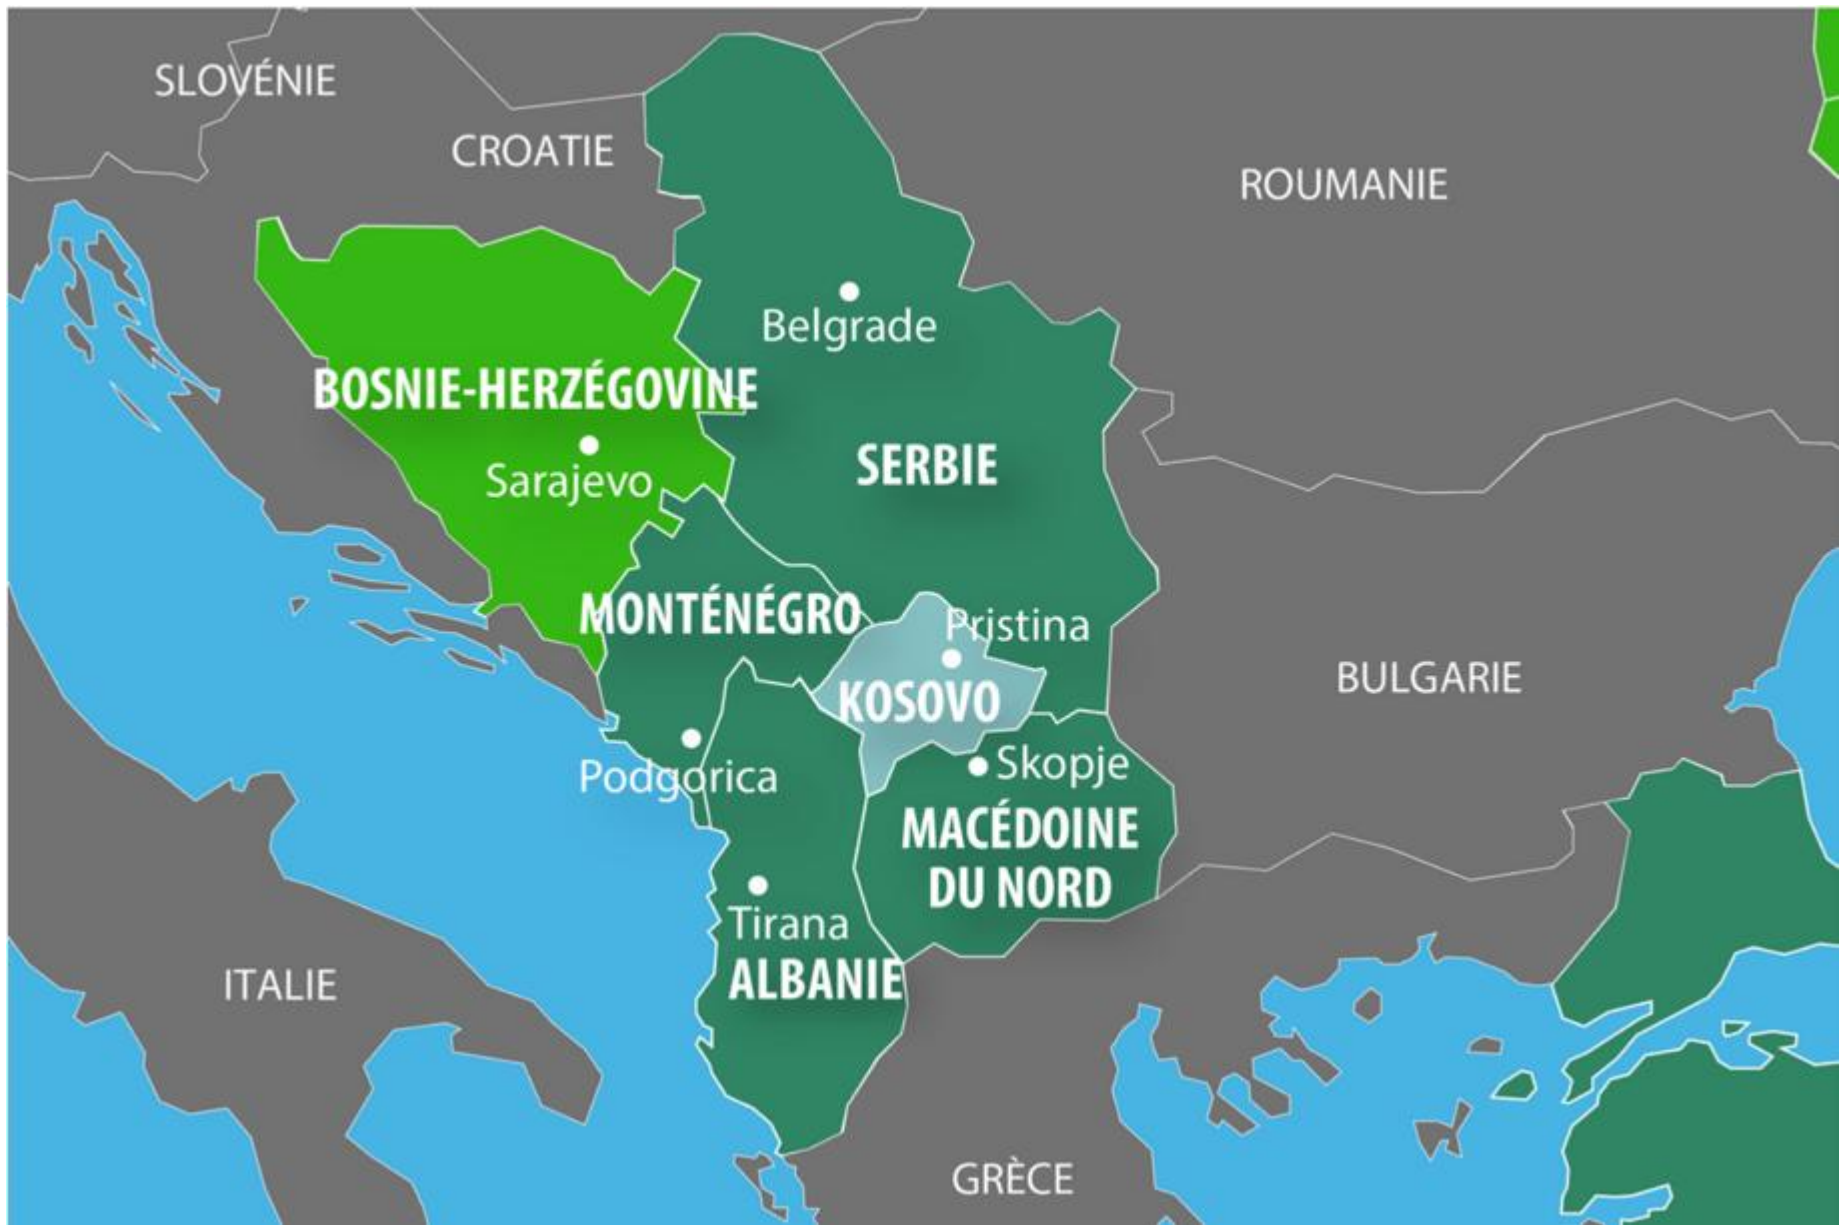 SLOVÉNIE
CROATIE
ROUMANIE
Belgrade
BOSNIE-HERZÉGOVINE
Sarajevo
SERBIE
MONTÉNÉGRO
Pristina
KOSOVO
BULGARIE
Podgorica
Skopje
MACÉDOINE
DU NORD
Tirana
ALBANIE
ITALIE
GRÈCE